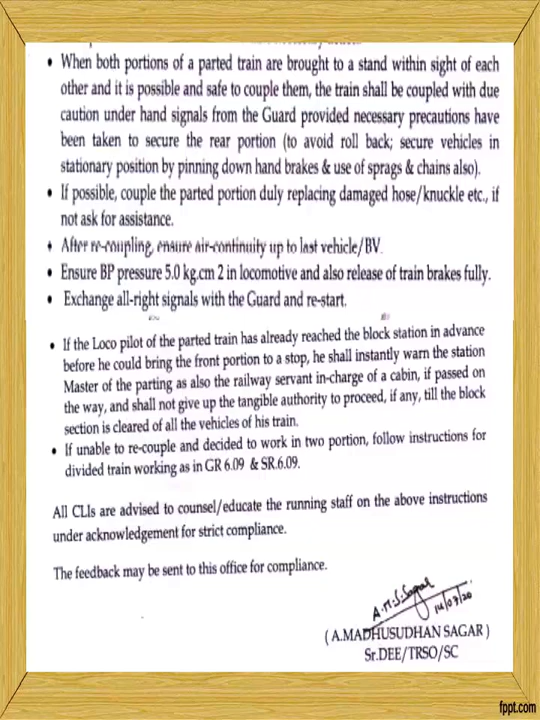 • When both portions of a parted train are brought to a stand within sight of each
other and it is possible and safe to couple them, the train shall be coupled with due
caution under hand signals from the Guard provided necessary precautions have
been taken to secure the rear portion (to avoid roll back; secure vehicles in
stationary position by pinning down hand brakes & use of sprags & chains also).
• If possible, couple the parted portion duly replacing damaged hose/knuckle etc., if
not ask for assistance.
• After re-coupling, ensure air-continuity up to last vehicle/BV.
• Ensure BP pressure 5.0 kg.cm 2 in locomotive and also release of train brakes fully.
• Exchange all-right signals with the Guard and re-start.
• If the Loco pilot of the parted train has already reached the block station in advance
before he could bring the front portion to a stop, he shall instantly warn the station
Master of the parting as also the railway servant in-charge of a cabin, if passed on
the way, and shall not give up the tangible authority to proceed, if any, till the block
section is cleared of all the vehicles of his train.
• If unable to re-couple and decided to work in two portion, follow instructions for
divided train working as in GR 6.09 & SR.6.09.
All CLIs are advised to counsel/educate the running staff on the above instructions
under acknowledgement for strict compliance.
The feedback may be sent to this office for compliance.
A.M.S.Sagar
14/07/20
( A.MADHUSUDHAN SAGAR )
Sr.DEE/TRSO/SC
fppt.com